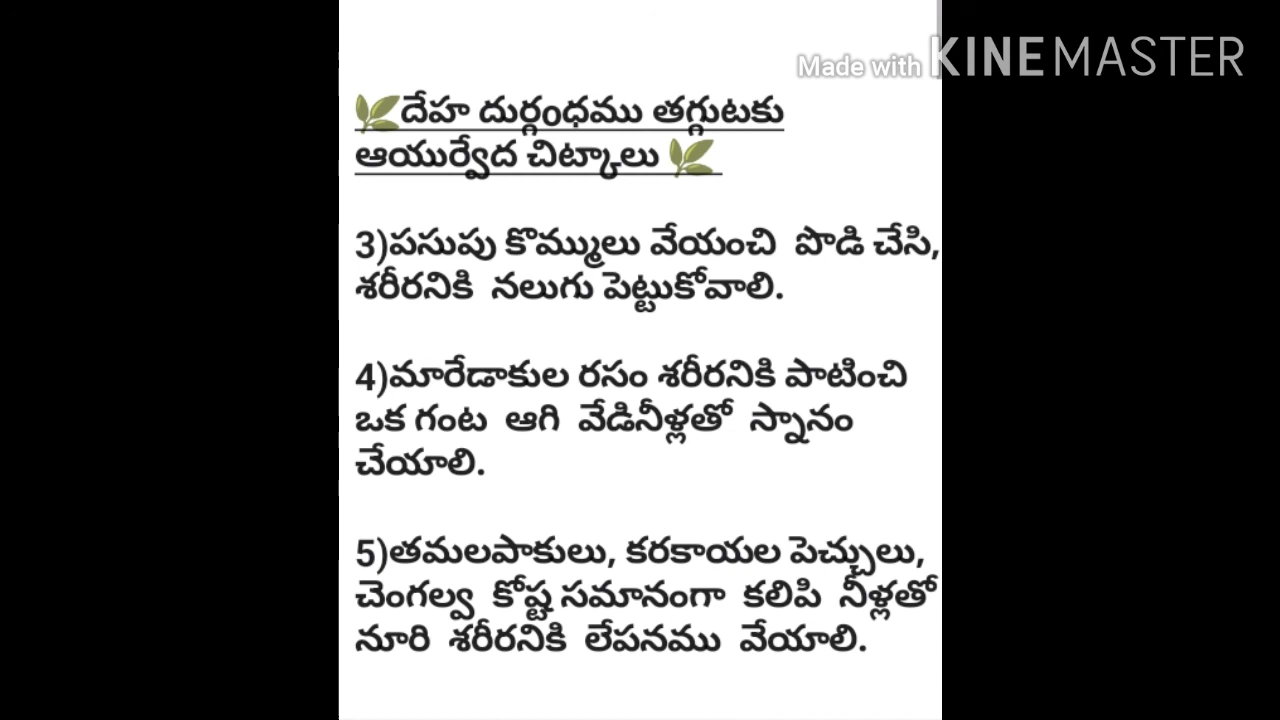 Made with KINEMASTER
🌿దేహ దుర్గంధము తగ్గుటకు
ఆయుర్వేద చిట్కాలు 🌿
3)పసుపు కొమ్ములు వేయంచి పొడి చేసి,
శరీరనికి నలుగు పెట్టుకోవాలి.
4)మారేడాకుల రసం శరీరనికి పాటించి
ఒక గంట ఆగి వేడినీళ్లతో స్నానం
చేయాలి.
5)తమలపాకులు, కరకాయల పెచ్చులు,
చెంగల్వ కోష్ట సమానంగా కలిపి నీళ్లతో
నూరి శరీరనికి లేపనము వేయాలి.